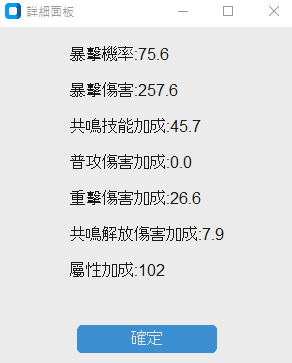 詳細面板
暴擊機率:75.6
暴擊傷害:257.6
共鳴技能加成:45.7
普攻傷害加成:0.0
重擊傷害加成:26.6
共鳴解放傷害加成:7.9
屬性加成:102
確定